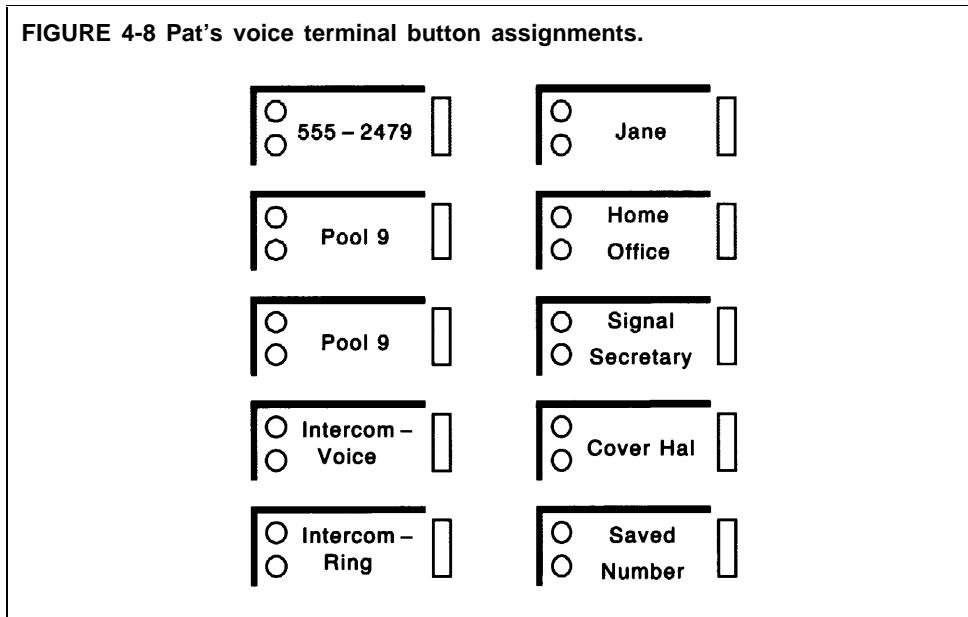 FIGURE 4-8 Pat's voice terminal button assignments.
555 – 2479
Pool 9
Pool 9
Intercom –
Voice
Intercom –
Ring
Jane
Home
Office
Signal
Secretary
Cover Hal
Saved
Number